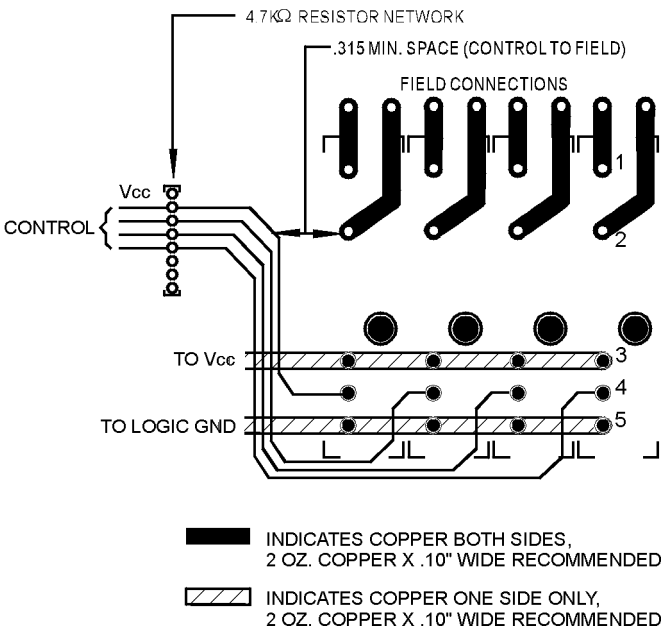 4.7KΩ RESISTOR NETWORK
.315 MIN. SPACE (CONTROL TO FIELD)
FIELD CONNECTIONS
1
Vcc
CONTROL
2
TO Vcc
3
4
TO LOGIC GND
5
INDICATES COPPER BOTH SIDES,
2 OZ. COPPER X .10" WIDE RECOMMENDED
INDICATES COPPER ONE SIDE ONLY,
2 OZ. COPPER X .10" WIDE RECOMMENDED